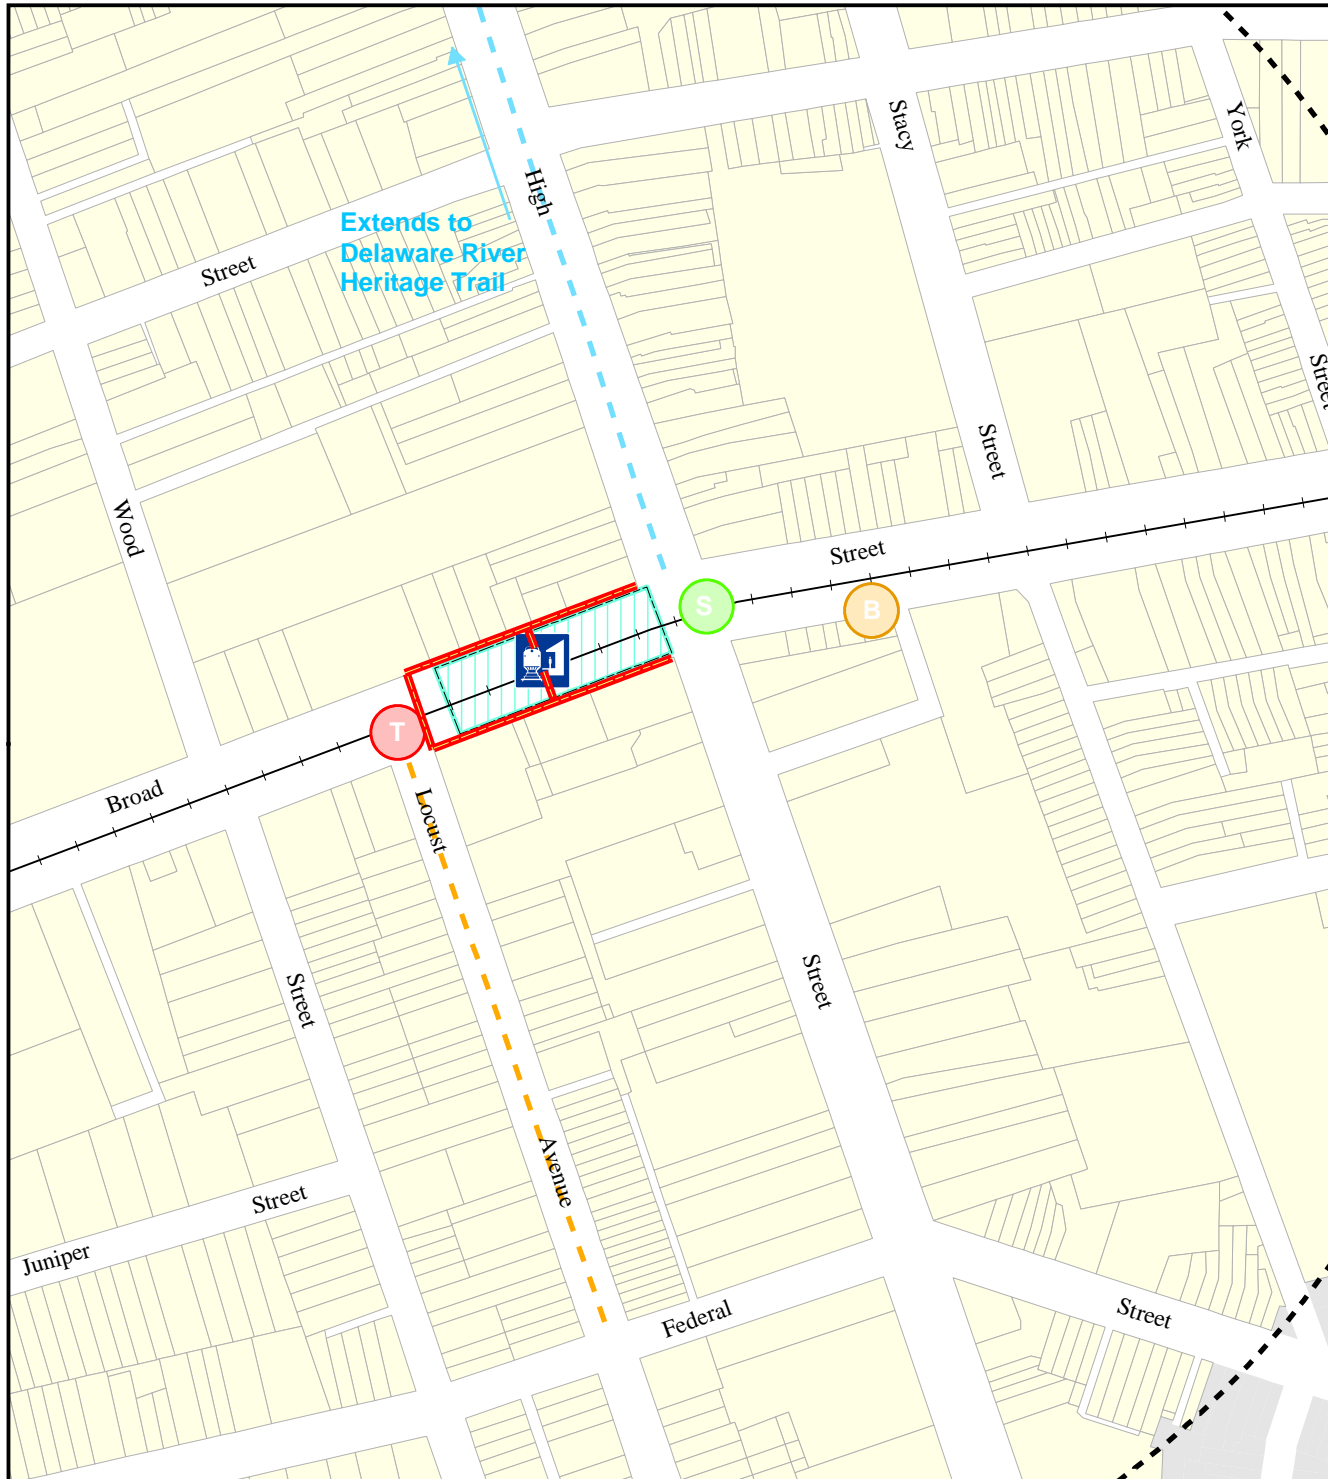 Stacy
York
High
Extends to
Delaware River
Heritage Trail
Street
Street
Street
Wood
Street
S
B
T
Broad
Locust
Street
Street
Avenue
Street
Juniper
Federal
Street